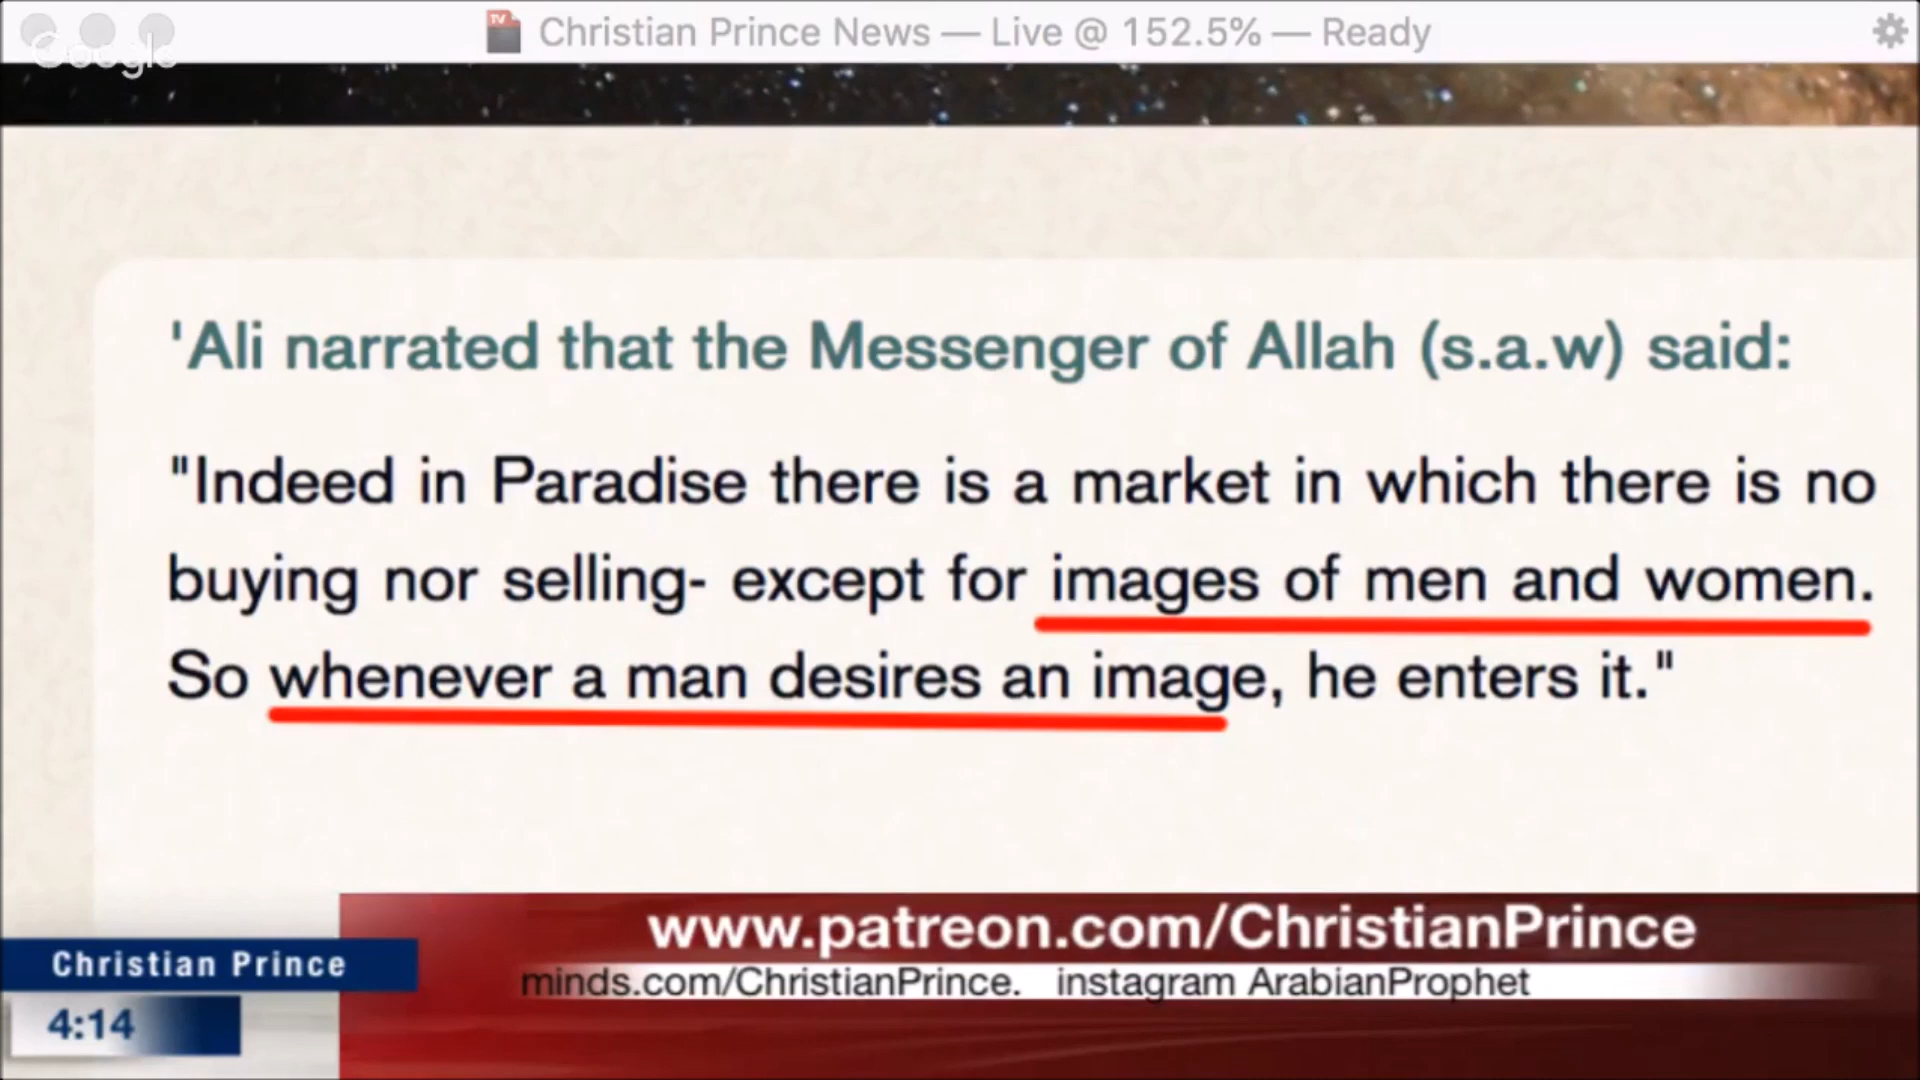 Google
TV
Christian Prince News — Live @ 152.5% — Ready
'Ali narrated that the Messenger of Allah (s.a.w) said:
"Indeed in Paradise there is a market in which there is no
buying nor selling- except for images of men and women.
So whenever a man desires an image, he enters it."
www.patreon.com/ChristianPrince
Christian Prince
minds.com/ChristianPrince. instagram ArabianProphet
4:14